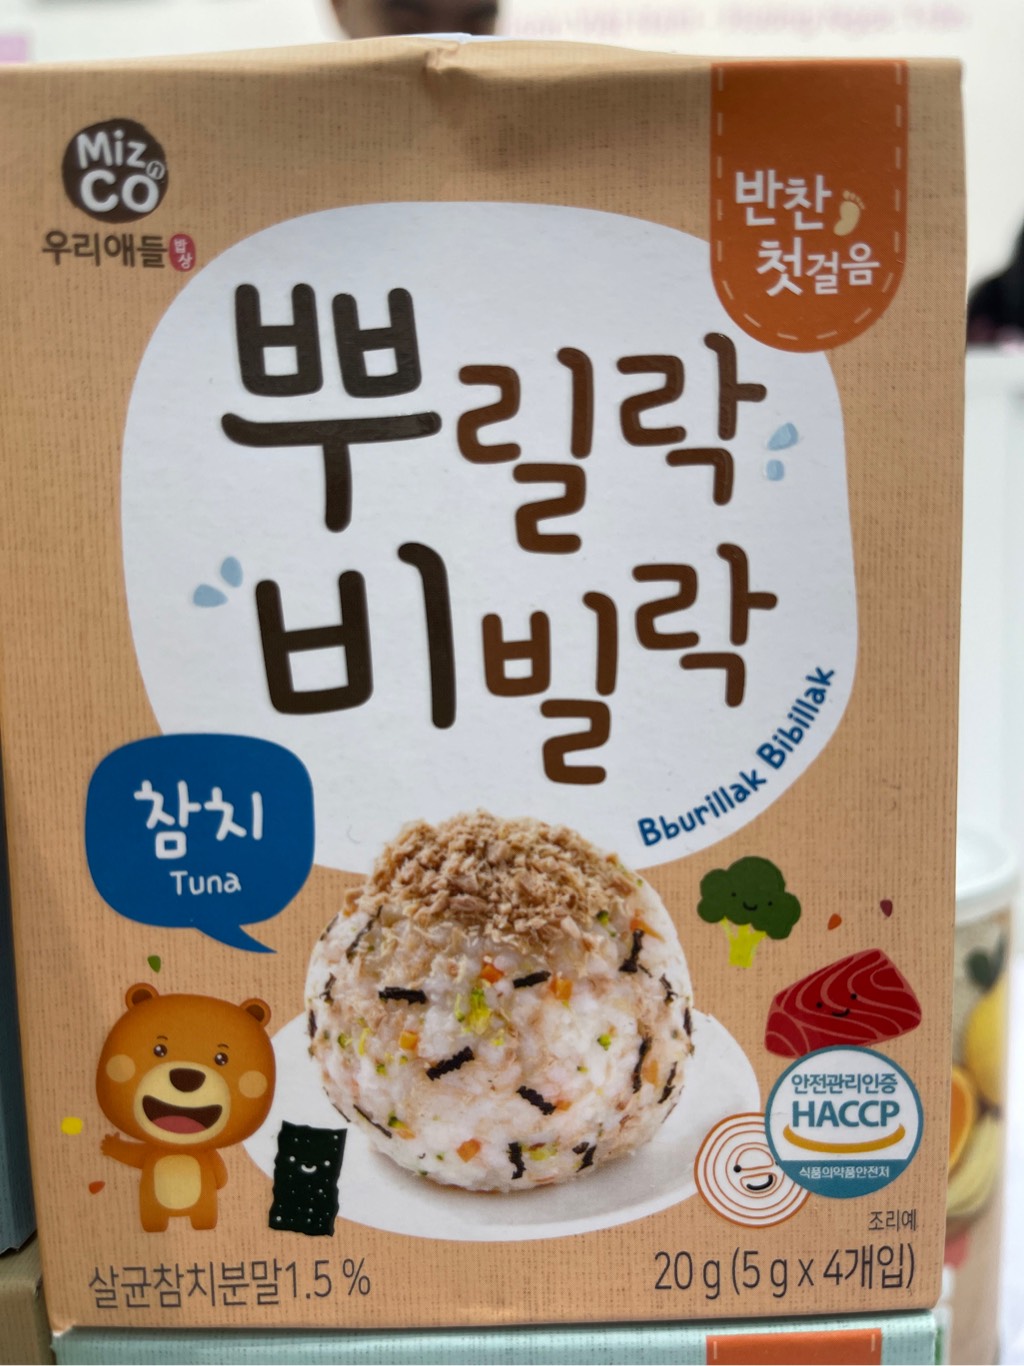 Miz n
CO
우리애들 밥상
반찬
첫걸음
뿌릴락
비빌락
Bburillak Bibillak
참치
Tuna
안전관리인증
HACCP
식품의약품안전처
조리예
살균참치분말1.5 %
20 g (5 g x 4개입)